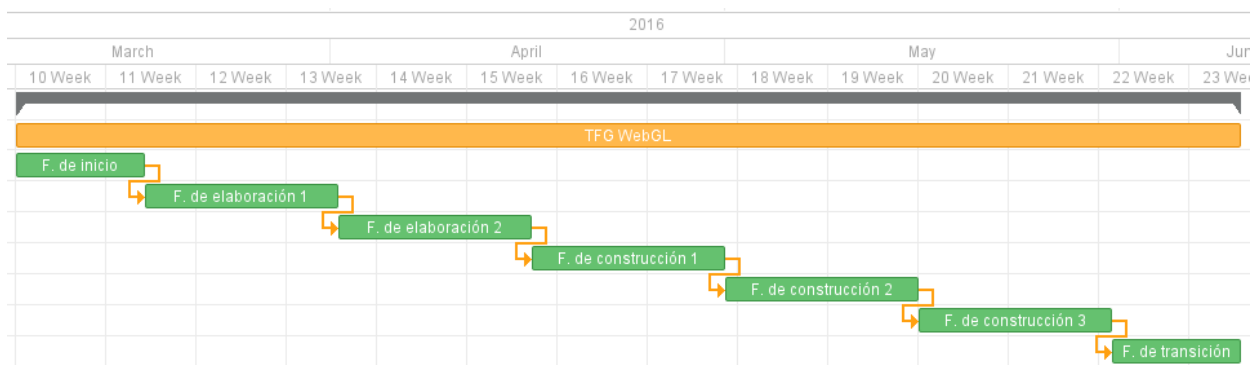 2016
March April May Jun
10 Week 11 Week 12 Week 13 Week 14 Week 15 Week 16 Week 17 Week 18 Week 19 Week 20 Week 21 Week 22 Week 23 Wee
TFG WebGL
F. de inicio
F. de elaboración 1
F. de elaboración 2
F. de construcción 1
F. de construcción 2
F. de construcción 3
F. de transición